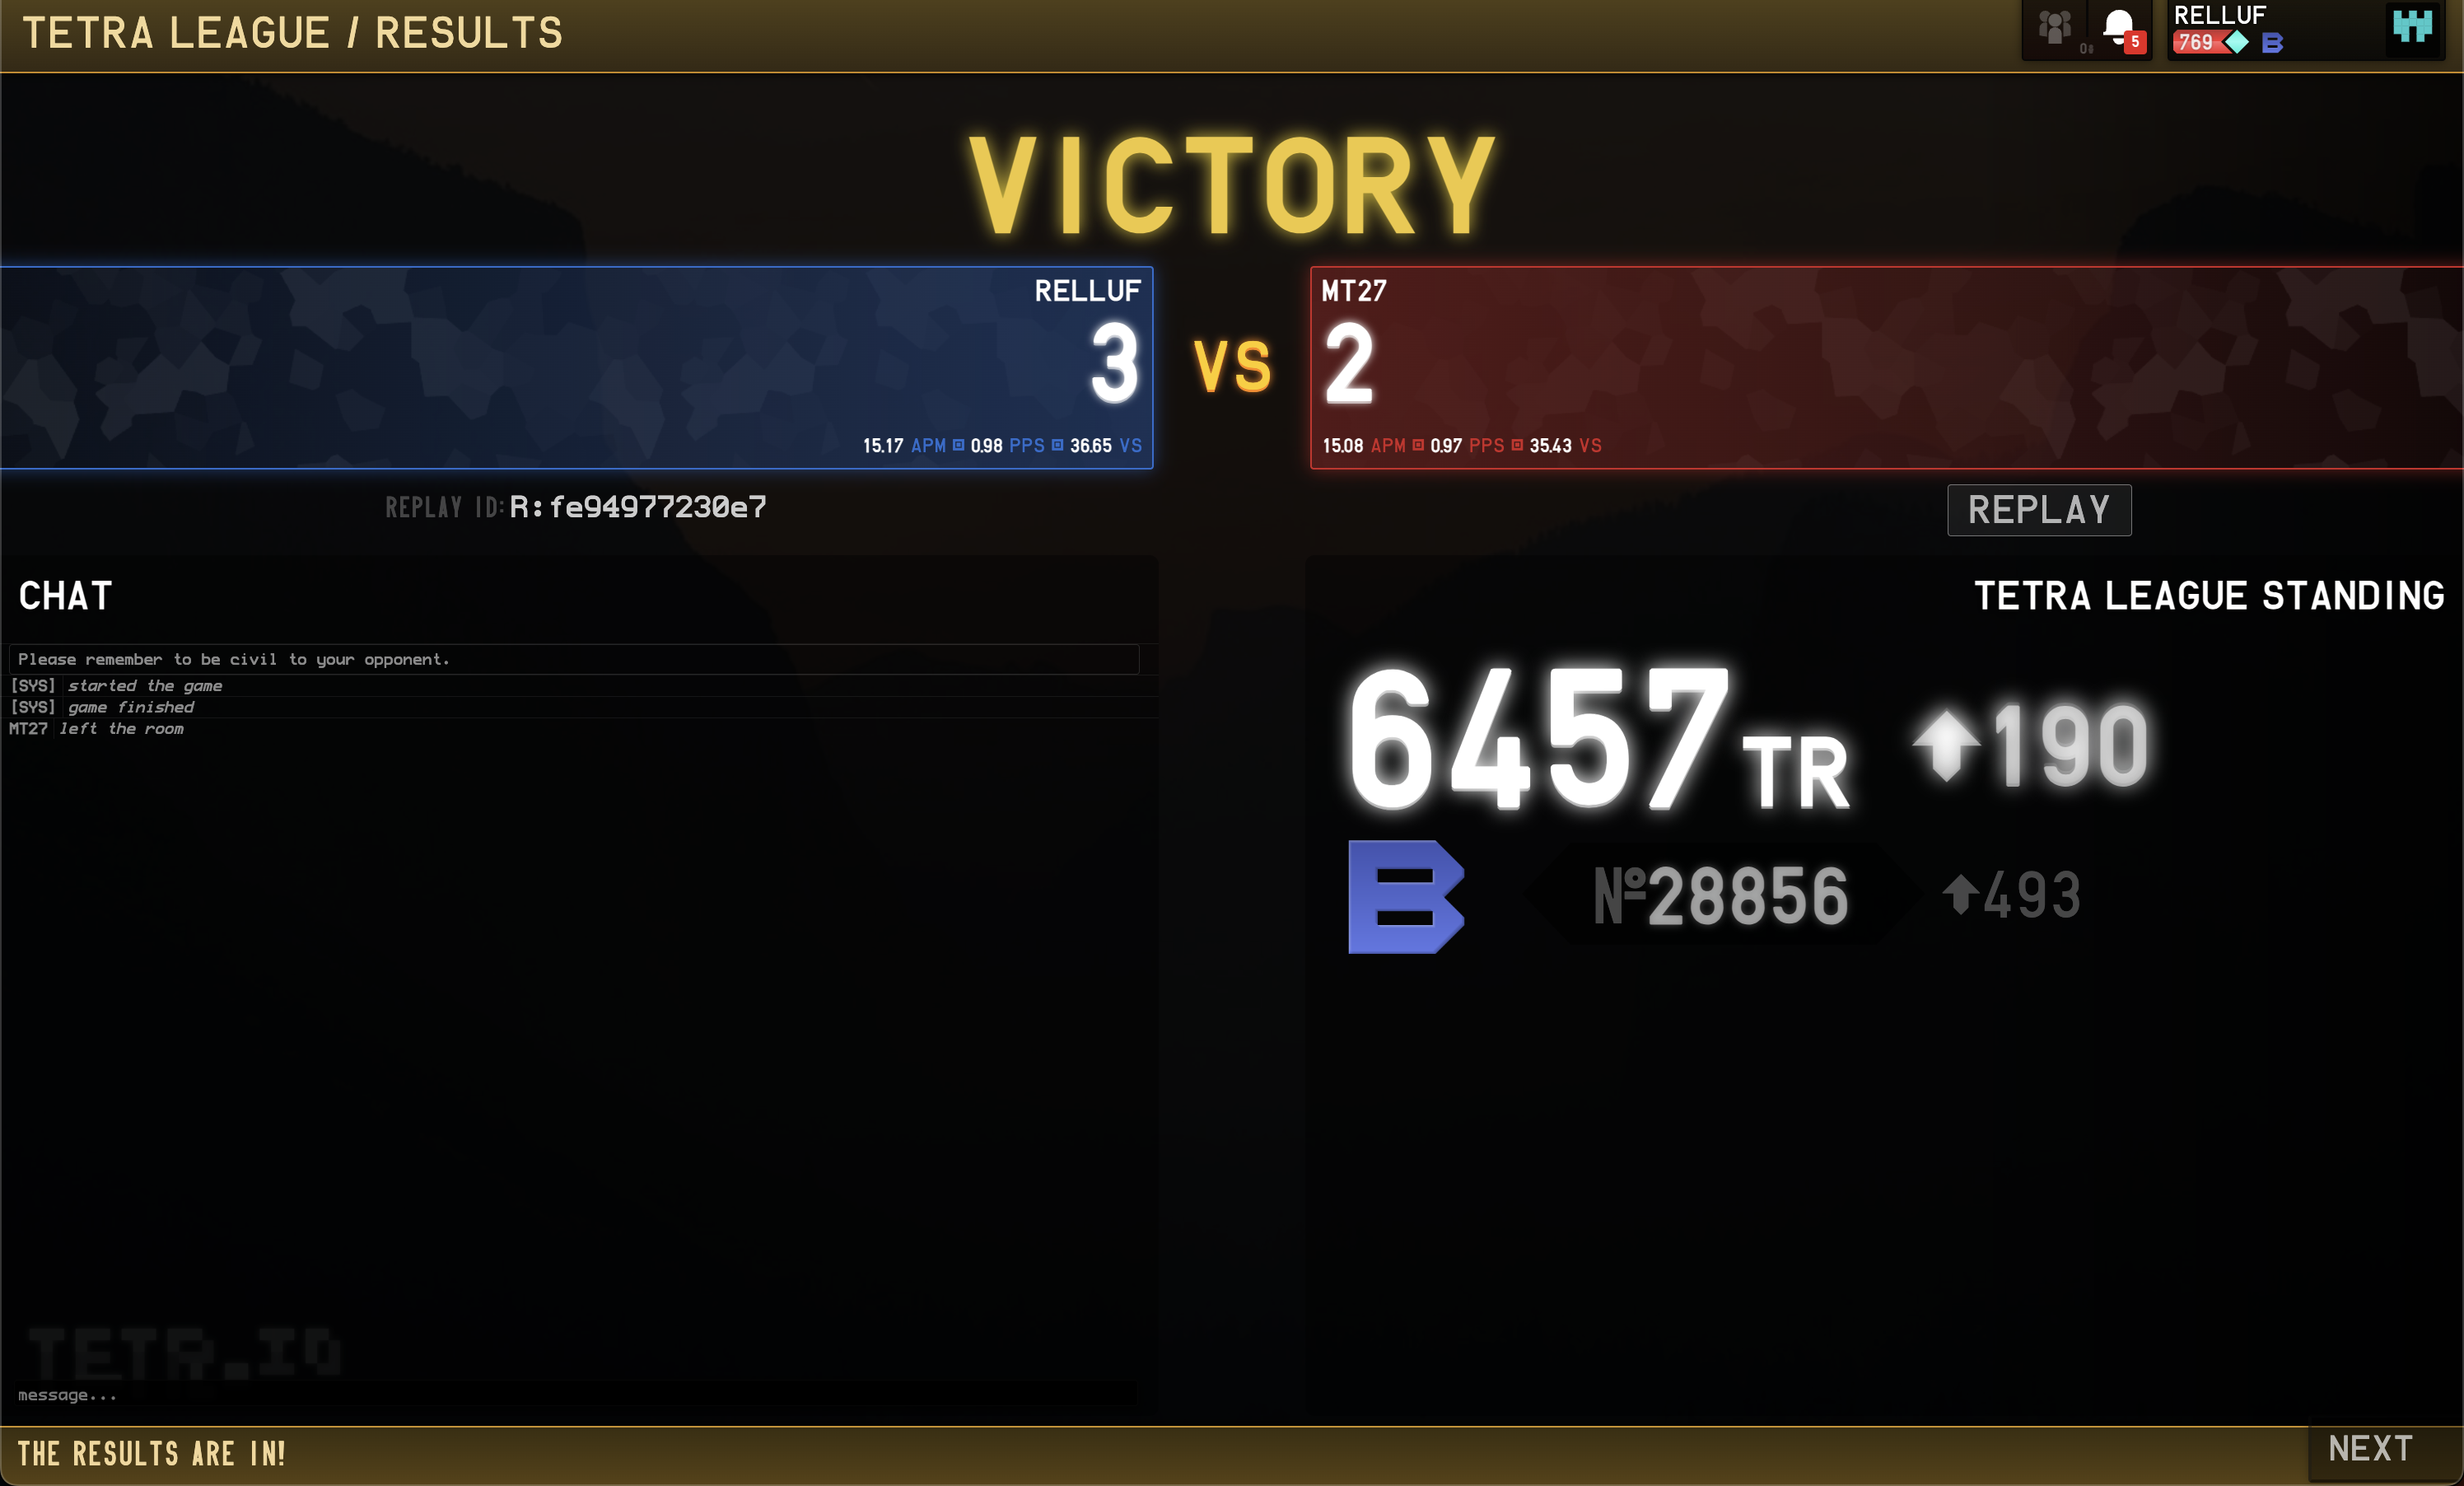 TETRA LEAGUE / RESULTS
5
RELLUF
769 B
VICTORY
RELLUF
3
15.17 APM 0.98 PPS 36.65 VS
VS
MT27
2
15.08 APM 0.97 PPS 35.43 VS
REPLAY ID: R:fe94977230e7
REPLAY
CHAT
Please remember to be civil to your opponent.
[SYS] started the game
[SYS] game finished
MT27 left the room
TETR.IO
message...
TETRA LEAGUE STANDING
6457 TR 190
B №28856 493
THE RESULTS ARE IN!
NEXT